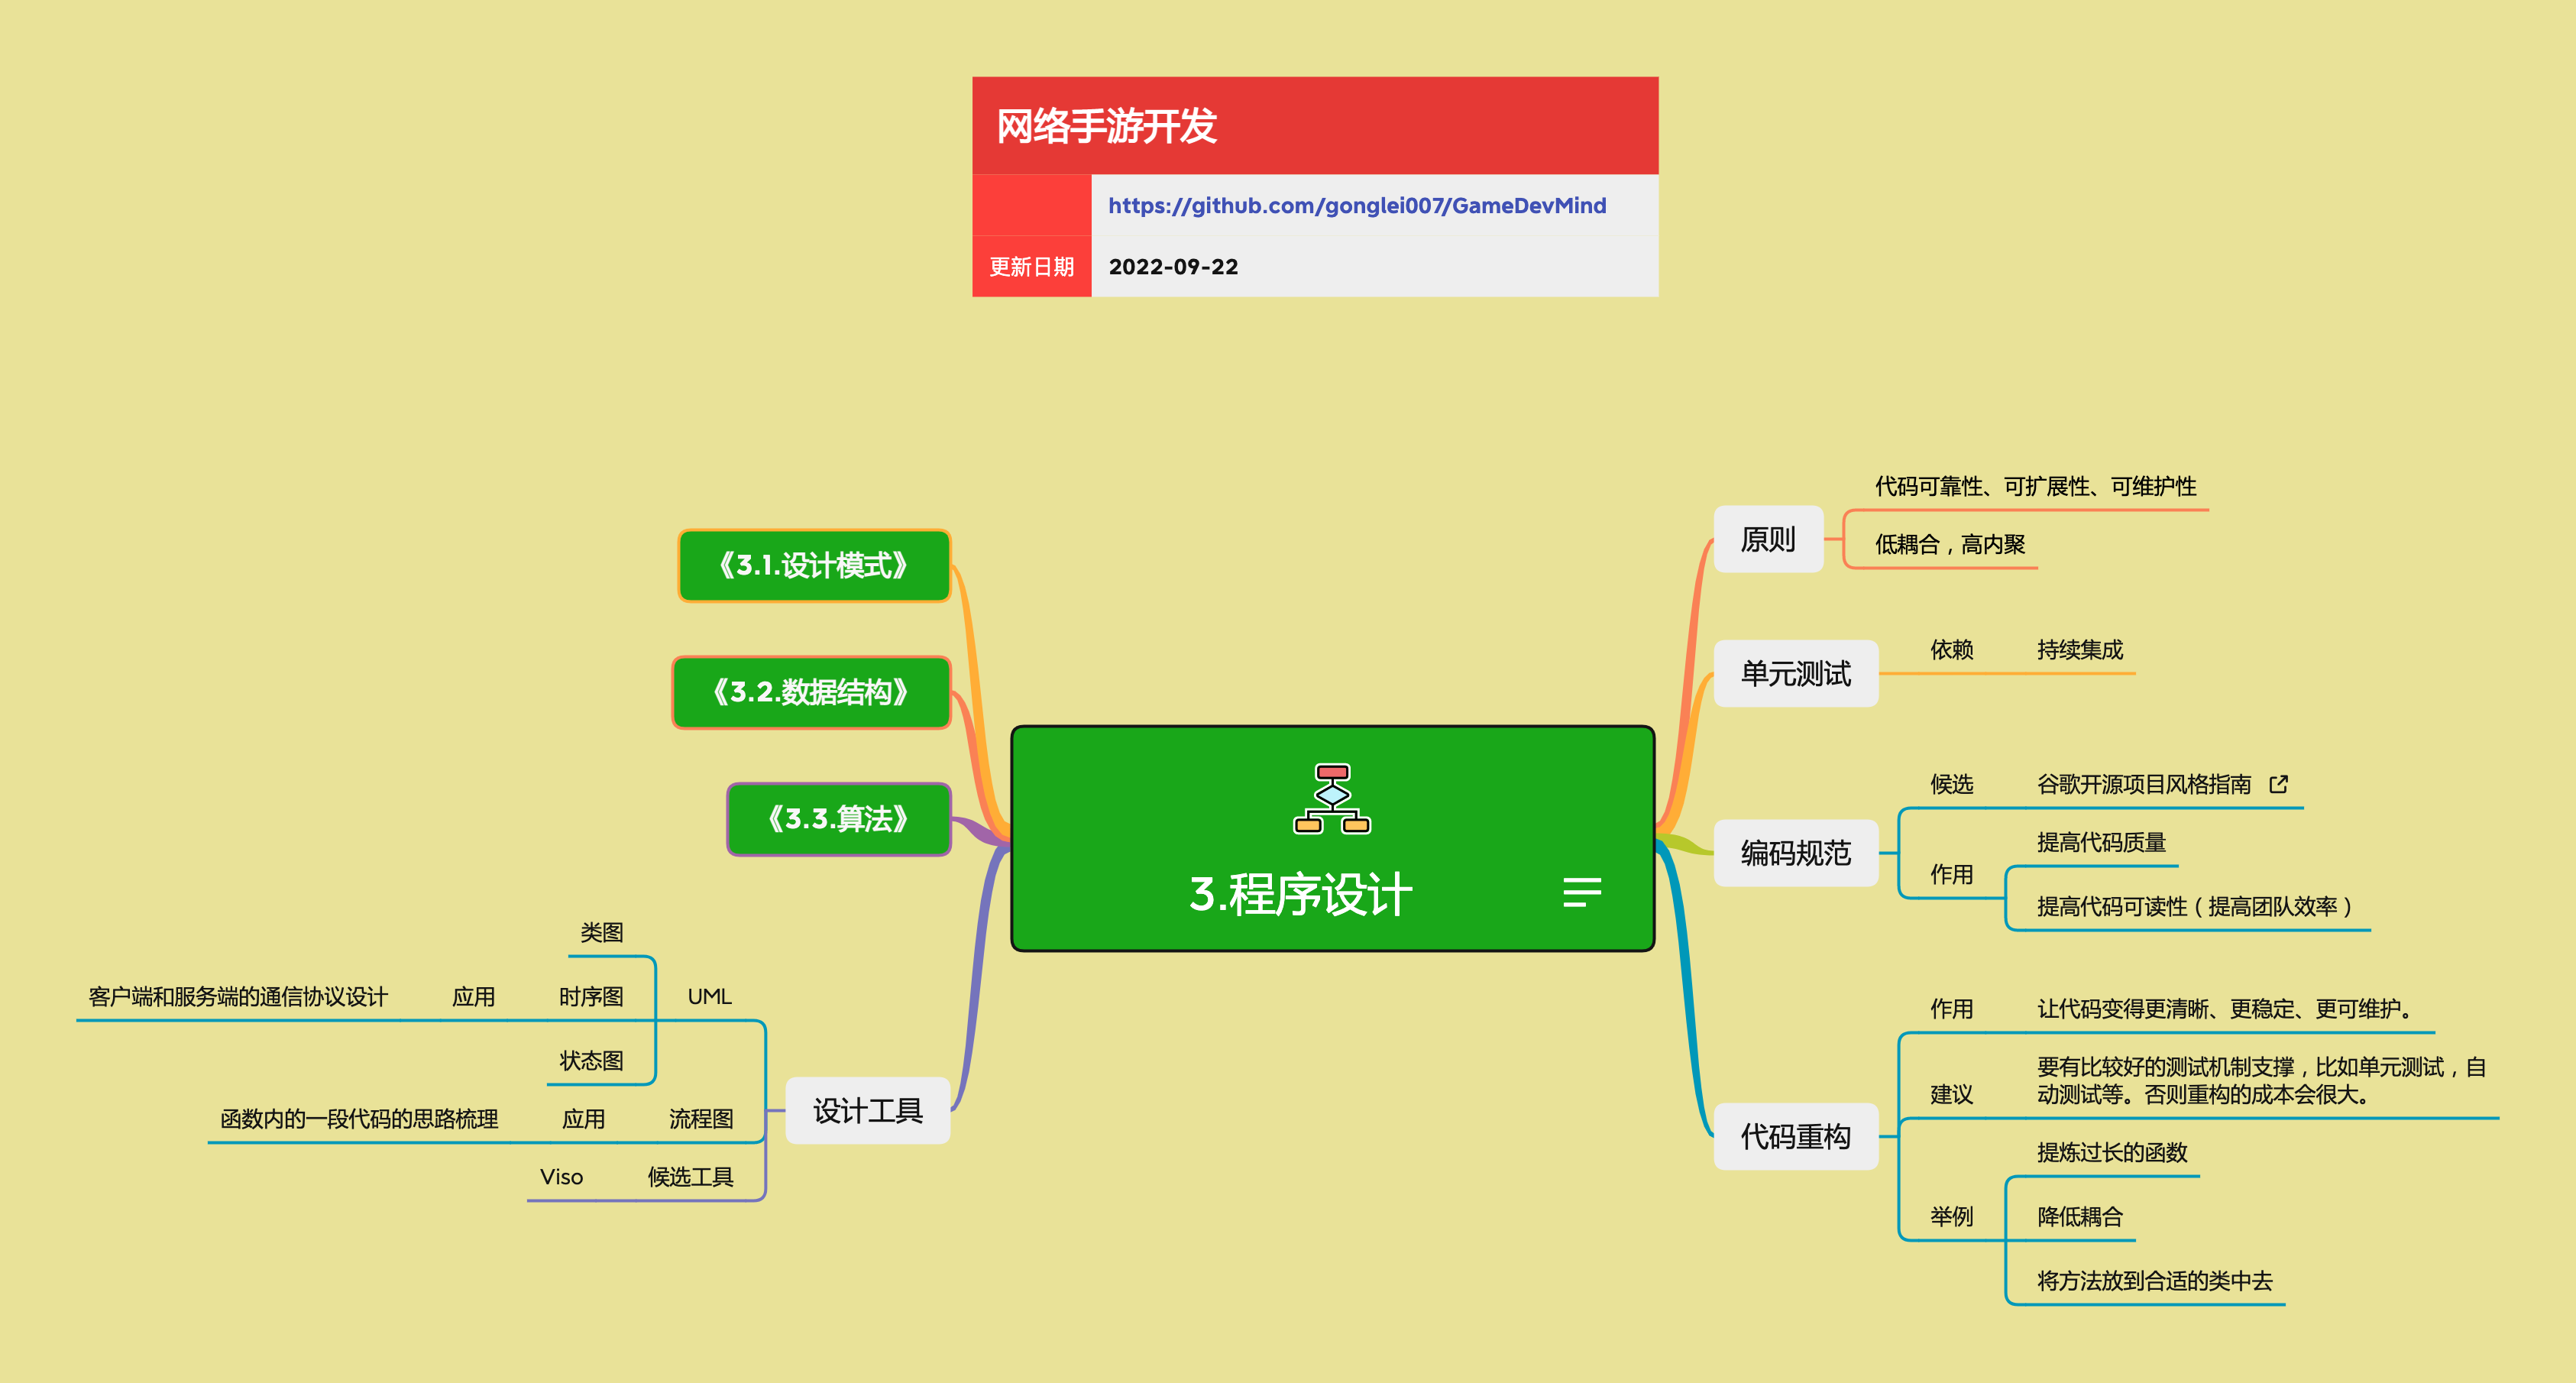 网络手游开发
https://github.com/gonglei007/GameDevMind
更新日期
2022-09-22
3.程序设计
原则
代码可靠性、可扩展性、可维护性
低耦合，高内聚
单元测试
依赖
持续集成
编码规范
候选
谷歌开源项目风格指南
作用
提高代码质量
提高代码可读性（提高团队效率）
代码重构
作用
让代码变得更清晰、更稳定、更可维护。
建议
要有比较好的测试机制支撑，比如单元测试，自
动测试等。否则重构的成本会很大。
举例
提炼过长的函数
降低耦合
将方法放到合适的类中去
《3.1.设计模式》
《3.2.数据结构》
《3.3.算法》
设计工具
UML
类图
时序图
应用
客户端和服务端的通信协议设计
状态图
流程图
应用
函数内的一段代码的思路梳理
候选工具
Viso